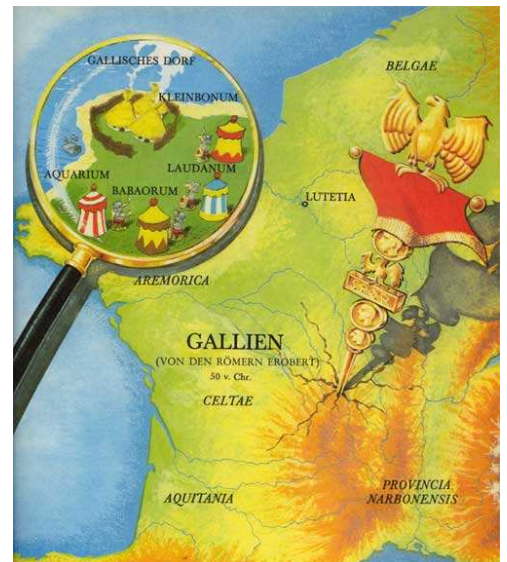 GALLISCHES DORF
KLEINBONUM
AQUARIUM
LAUDANUM
BABAORUM
BELGAE
LUTETIA
AREMORICA
GALLIEN
(VON DEN RÖMERN EROBERT)
50 v. Chr.
CELTAE
AQUITANIA
PROVINCIA
NARBONENSIS